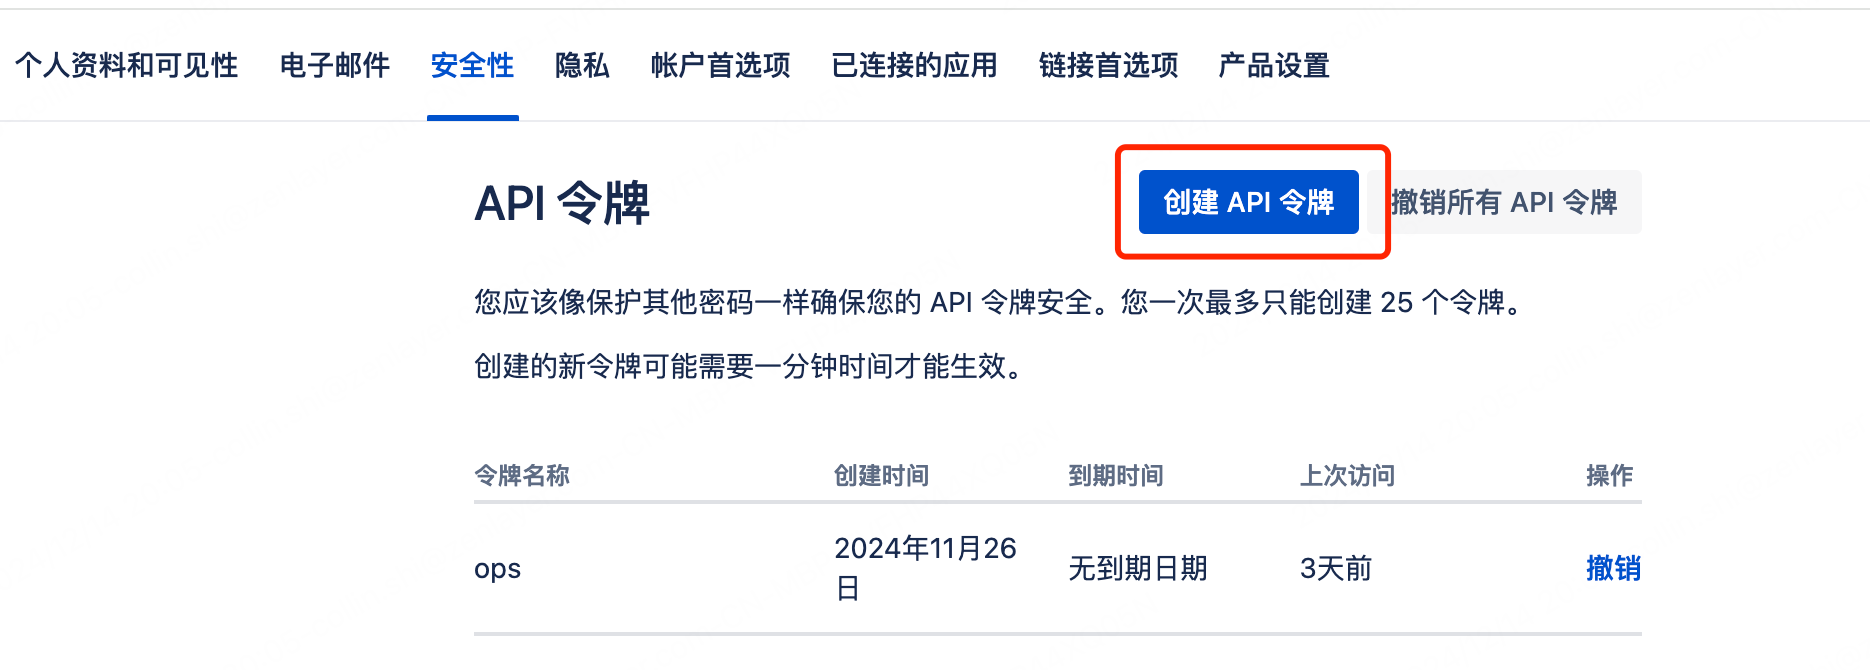 个人资料和可见性 电子邮件 安全性 隐私 帐户首选项 已连接的应用 链接首选项 产品设置
API 令牌 创建 API 令牌 撤销所有 API 令牌
您应该像保护其他密码一样确保您的 API 令牌安全。您一次最多只能创建 25 个令牌。
创建的新令牌可能需要一分钟时间才能生效。
令牌名称 创建时间 到期时间 上次访问 操作
ops 2024年11月26日 无到期日期 3天前 撤销